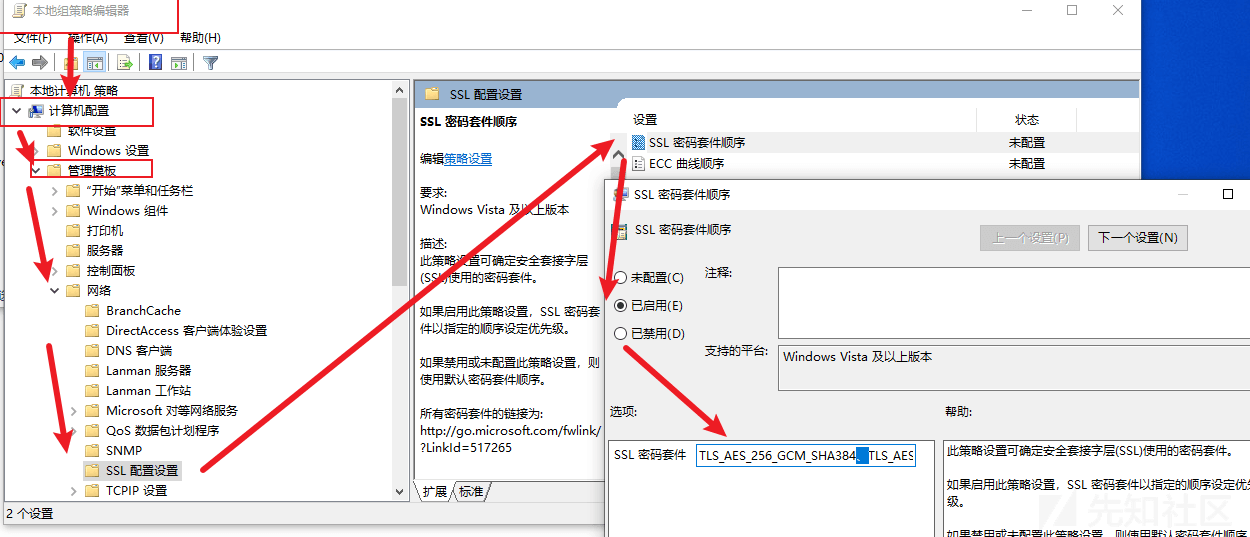 本地组策略编辑器
文件(F) 操作(A) 查看(V) 帮助(H)
本地计算机 策略
计算机配置
软件设置
Windows 设置
管理模板
“开始”菜单和任务栏
Windows 组件
打印机
服务器
控制面板
网络
BranchCache
DirectAccess 客户端体验设置
DNS 客户端
Lanman 服务器
Lanman 工作站
Microsoft 对等网络服务
QoS 数据包计划程序
SNMP
SSL 配置设置
TCPIP 设置
2 个设置
SSL 配置设置
SSL 密码套件顺序
编辑策略设置
要求:
Windows Vista 及以上版本
描述:
此策略设置可确定安全套接字层
(SSL)使用的密码套件。
如果启用此策略设置，SSL 密码套
件以指定的顺序设定优先级。
如果禁用或未配置此策略设置，则
使用默认密码套件顺序。
所有密码套件的链接为:
http://go.microsoft.com/fwlink/
?LinkId=517265
扩展 标准
设置 状态
SSL 密码套件顺序 未配置
ECC 曲线顺序 未配置
SSL 密码套件顺序
SSL 密码套件顺序
上一个设置(P) 下一个设置(N)
未配置(C)
已启用(E)
已禁用(D)
注释:
支持的平台:
Windows Vista 及以上版本
选项:
帮助:
SSL 密码套件 TLS_AES_256_GCM_SHA384 TLS_AES
此策略设置可确定安全套接字层(SSL)使用的密码套件。
如果启用此策略设置，SSL 密码套件以指定的顺序设定优先
级。
如果禁用或未配置此策略设置，则使用默认密码套件顺序
先知社区